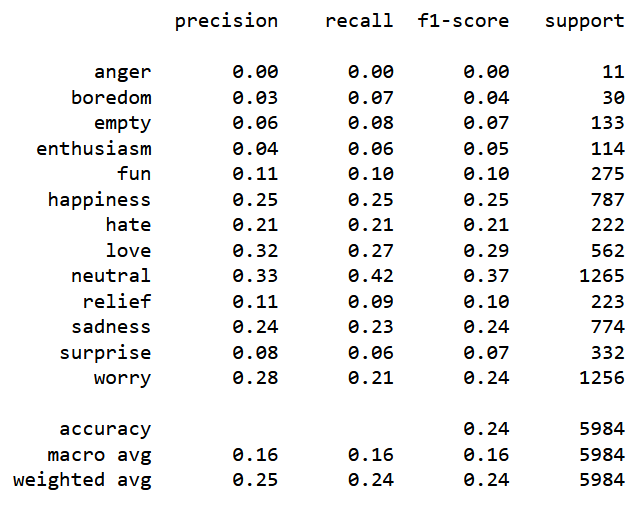 precision recall f1-score support
anger 0.00 0.00 0.00 11
boredom 0.03 0.07 0.04 30
empty 0.06 0.08 0.07 133
enthusiasm 0.04 0.06 0.05 114
fun 0.11 0.10 0.10 275
happiness 0.25 0.25 0.25 787
hate 0.21 0.21 0.21 222
love 0.32 0.27 0.29 562
neutral 0.33 0.42 0.37 1265
relief 0.11 0.09 0.10 223
sadness 0.24 0.23 0.24 774
surprise 0.08 0.06 0.07 332
worry 0.28 0.21 0.24 1256
accuracy 0.24 5984
macro avg 0.16 0.16 0.16 5984
weighted avg 0.25 0.24 0.24 5984